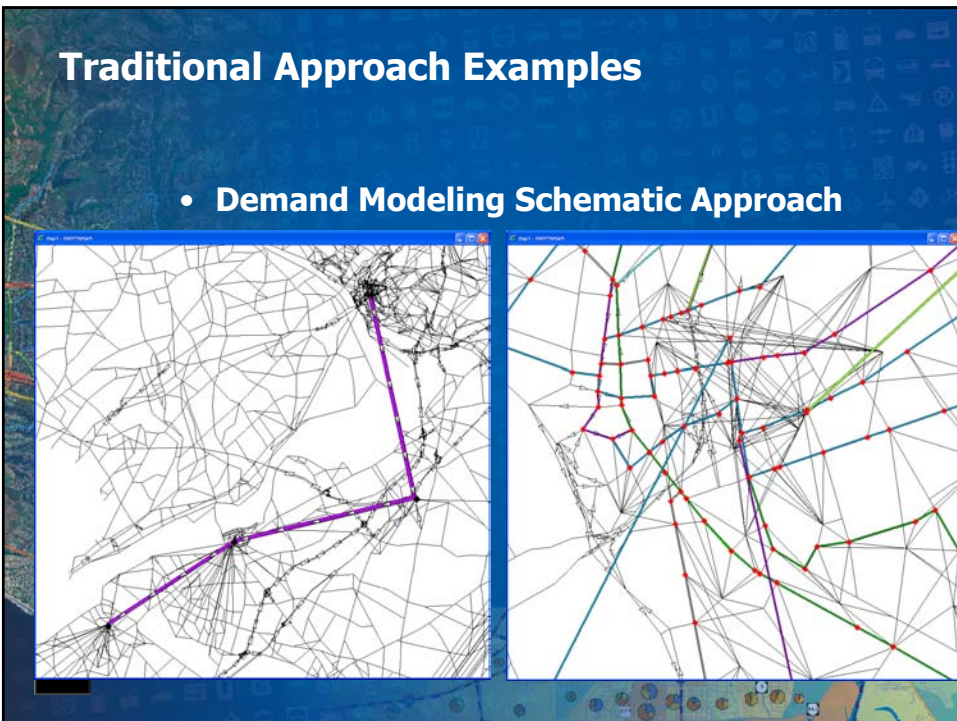 Traditional Approach Examples
• Demand Modeling Schematic Approach